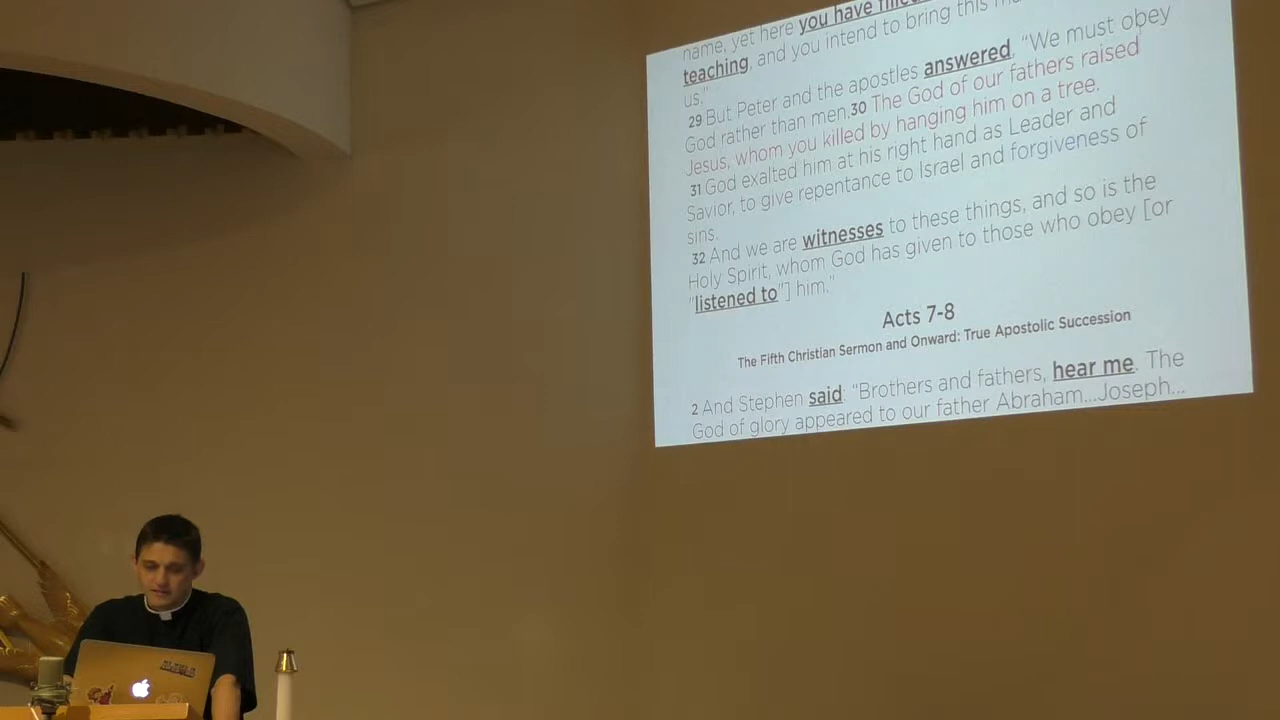 name, yet here you have
teaching, and you intend to bring this
us."
29 But Peter and the apostles answered, "We must obey
God rather than men.30 The God of our fathers raised
Jesus, whom you killed by hanging him on a tree.
31 God exalted him at his right hand as Leader and
Savior, to give repentance to Israel and forgiveness of
sins.
32 And we are witnesses to these things, and so is the
Holy Spirit, whom God has given to those who obey [or
"listened to"] him."
Acts 7-8
The Fifth Christian Sermon and Onward: True Apostolic Succession
2 And Stephen said: "Brothers and fathers, hear me. The
God of glory appeared to our father Abraham...Joseph...